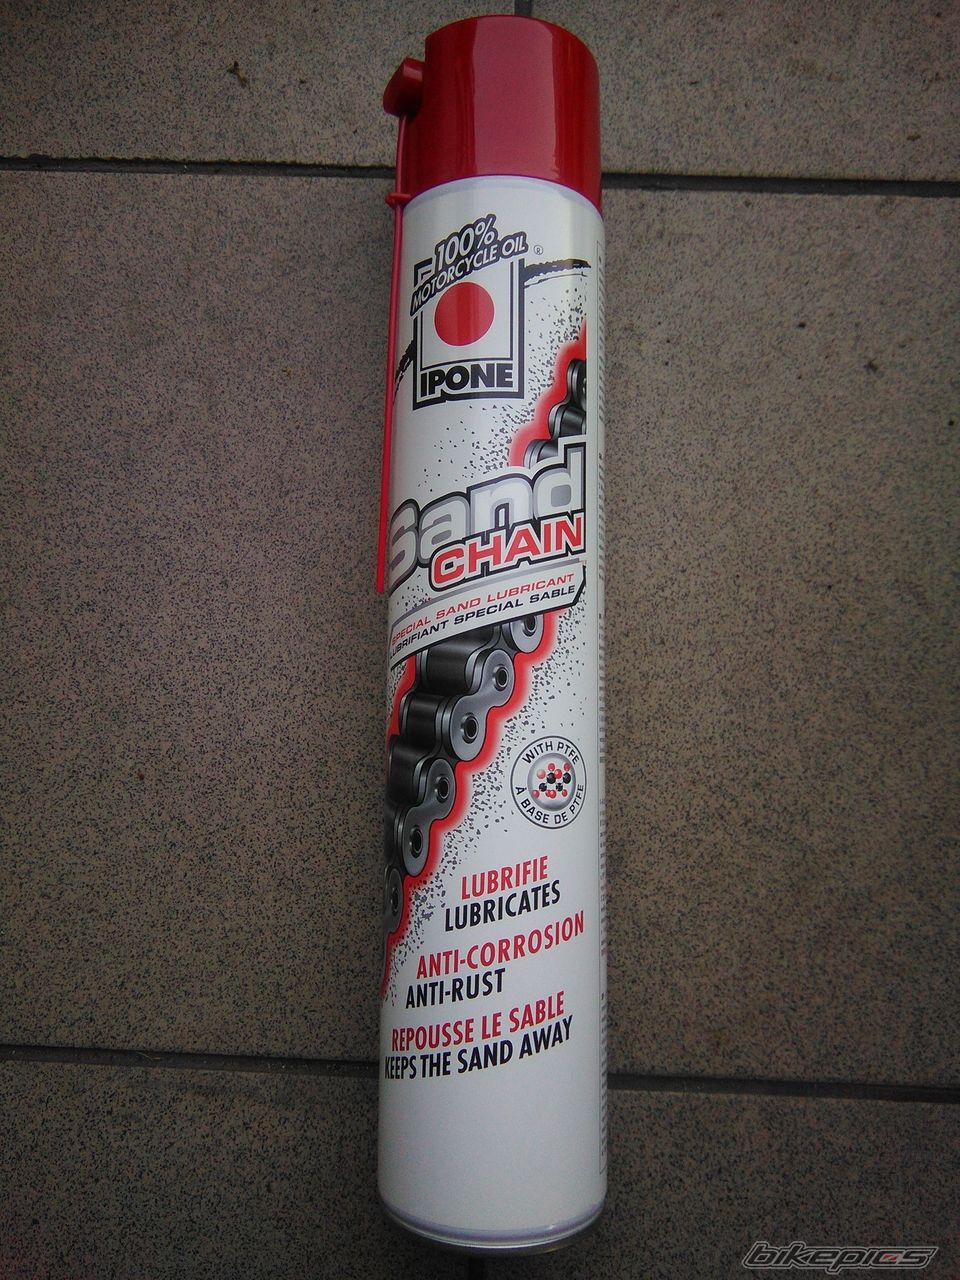 100%
MOTORCYCLE OIL
®
IPONE
Sand
CHAIN
SPECIAL SAND LUBRICANT
LUBRIFIANT SPECIAL SABLE
WITH PTFE
À BASE DE PTFE
LUBRIFIE
LUBRICATES
ANTI-CORROSION
ANTI-RUST
REPOUSSE LE SABLE
KEEPS THE SAND AWAY
bikepics